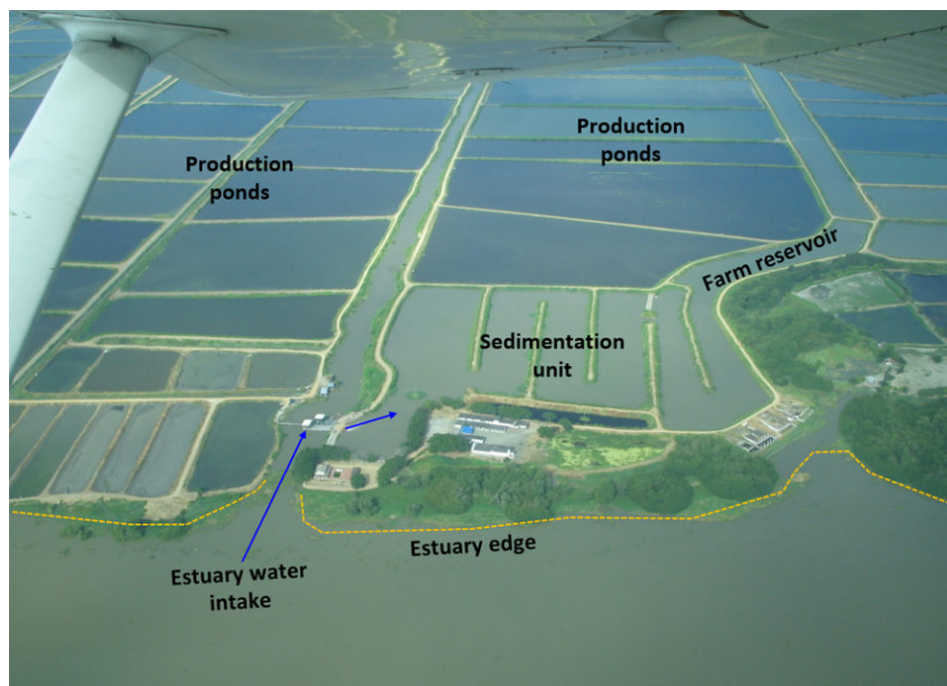 Production
ponds
Production
ponds
Farm reservoir
Sedimentation
unit
Estuary edge
Estuary water
intake